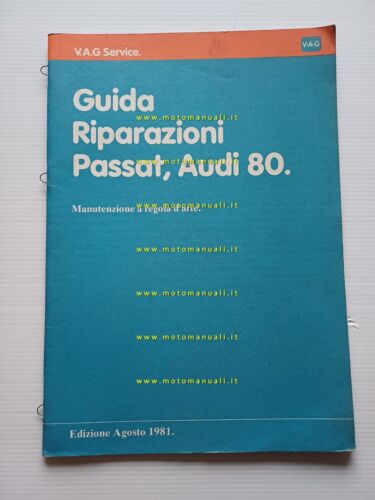 V.A.G Service.
V·A·G
Guida
www.motomanuali.it
Riparazioni
www.motomanuali.it
Passat, Audi 80.
www.motomanuali.it
Manutenzione a regola d'arte.
www.motomanuali.it
www.motomanuali.it
www.motomanuali.it
www.motomanuali.it
www.motomanuali.it
Edizione Agosto 1981.